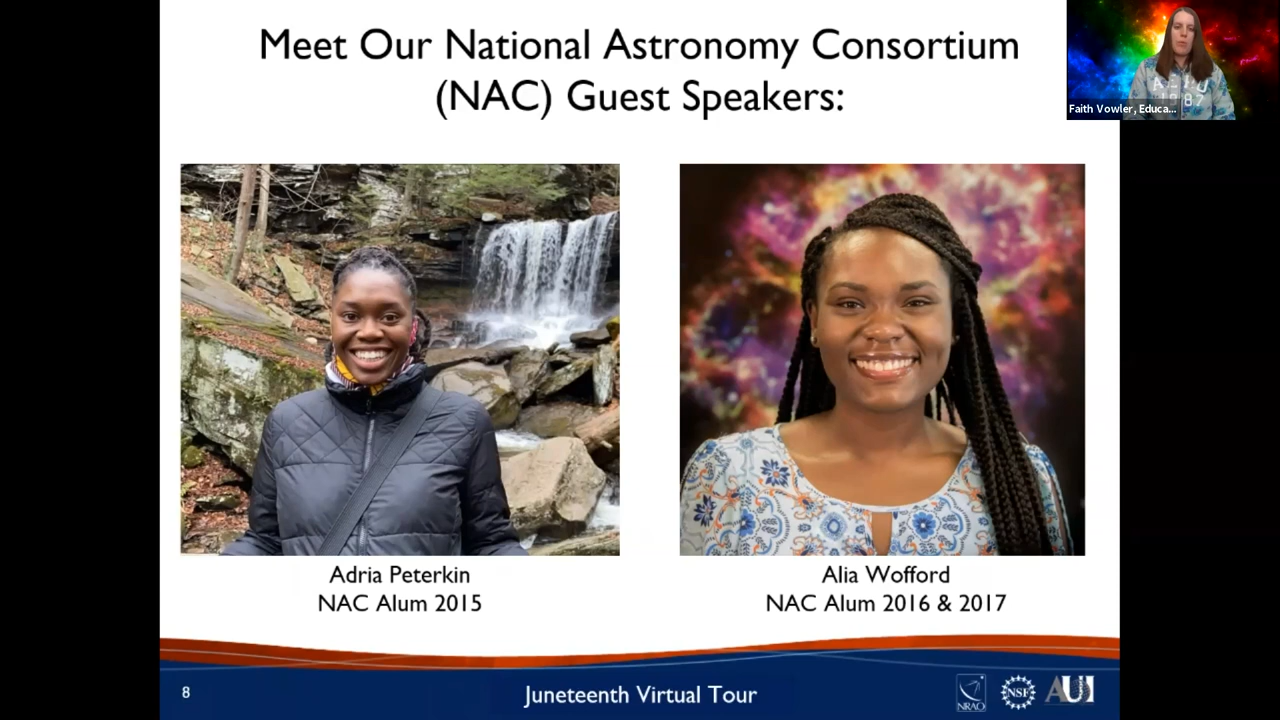 Meet Our National Astronomy Consortium
(NAC) Guest Speakers:
Faith Vowler, Educa...
Adria Peterkin
NAC Alum 2015
Alia Wofford
NAC Alum 2016 & 2017
8
Juneteenth Virtual Tour
NRAO
NSF
AUI